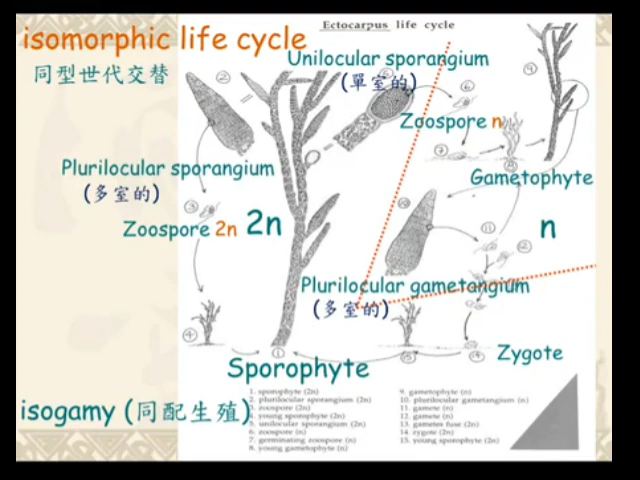 Ectocarpus life cycle
isomorphic life cycle
同型世代交替
Unilocular sporangium
(單室的)
Zoospore n
Plurilocular sporangium
(多室的)
Gametophyte
Zoospore 2n
2n
n
Plurilocular gametangium
(多室的)
Zygote
Sporophyte
isogamy (同配生殖)
1. sporophyte (2n)
2. plurilocular sporangium (2n)
3. zoospore (2n)
4. young sporophyte (2n)
5. unilocular sporangium (2n)
6. zoospore (n)
7. germinating zoospore (n)
8. young gametophyte (n)
9. gametophyte (n)
10. plurilocular gametangium (n)
11. gamete (n)
12. gamete (n)
13. gametes fuse (2n)
14. zygote (2n)
15. young sporophyte (2n)